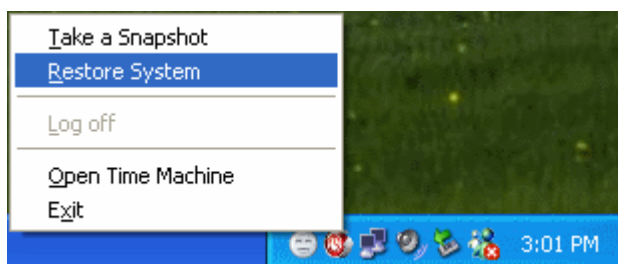 Take a Snapshot
Restore System
Log off
Open Time Machine
Exit
3:01 PM